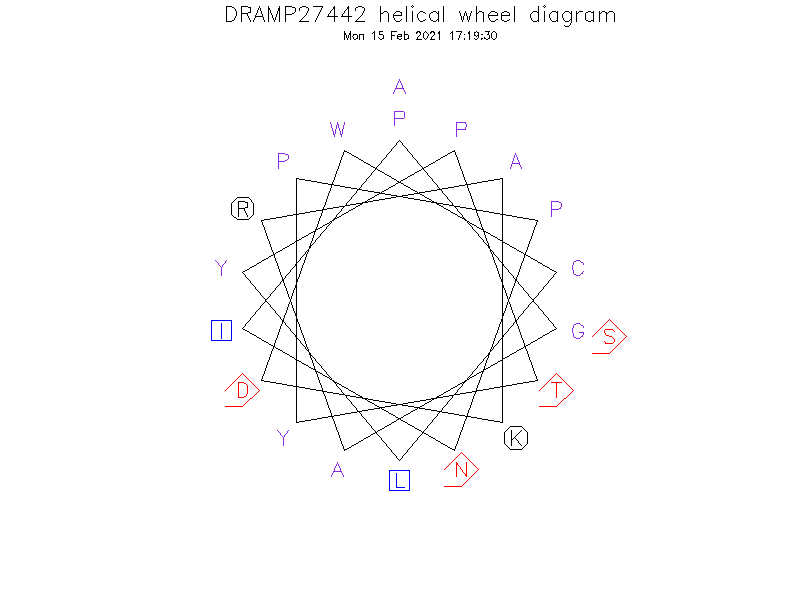 DRAMP27442 helical wheel diagram
Mon 15 Feb 2021 17:19:30
A
P
W P
P A
R P
Y C
I G S
D T
Y K
A N
L